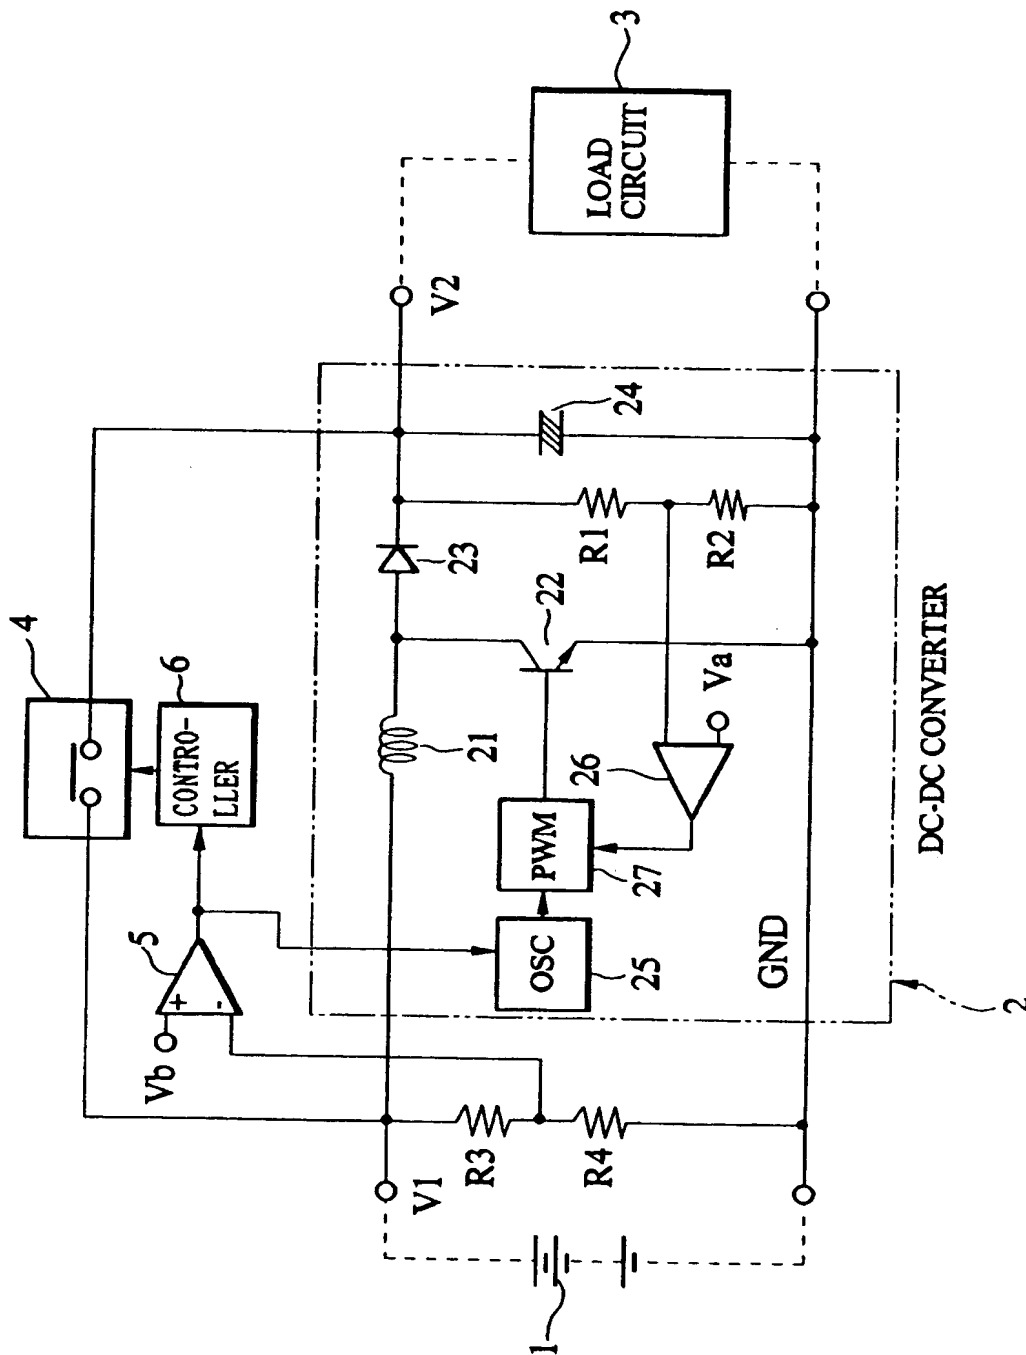 4
6
CONTRO-
LLER
5
Vb
+
-
V1
V2
3
LOAD
CIRCUIT
21
23
24
22
R1
R2
R3
R4
Va
26
PWM
27
OSC
25
GND
1
2
DC-DC CONVERTER